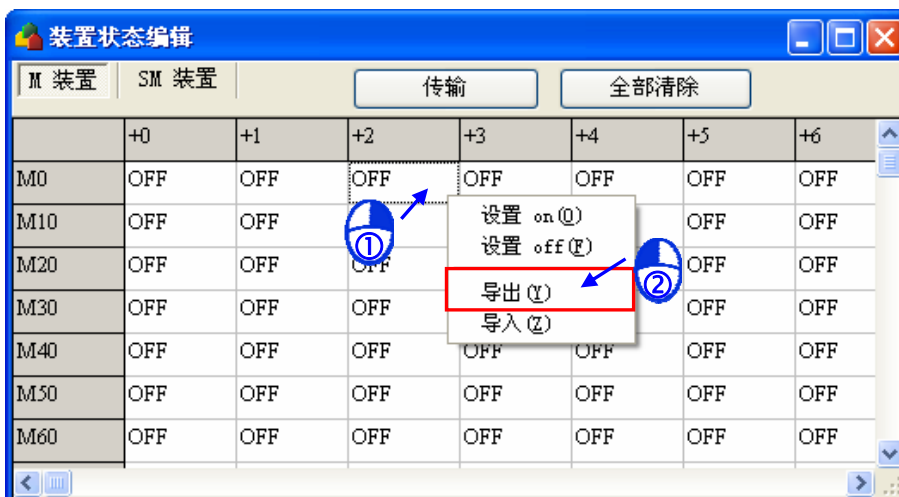 装置状态编辑
M 装置 SM 装置 传输 全部清除
+0 +1 +2 +3 +4 +5 +6
M0 OFF OFF OFF OFF OFF OFF OFF
设置 on(O)
M10 OFF OFF ① OFF OFF
设置 off(F)
M20 OFF OFF OFF OFF OFF
导出(Y) ②
M30 OFF OFF OFF OFF OFF
导入(Z)
M40 OFF OFF OFF OFF OFF OFF OFF
M50 OFF OFF OFF OFF OFF OFF OFF
M60 OFF OFF OFF OFF OFF OFF OFF